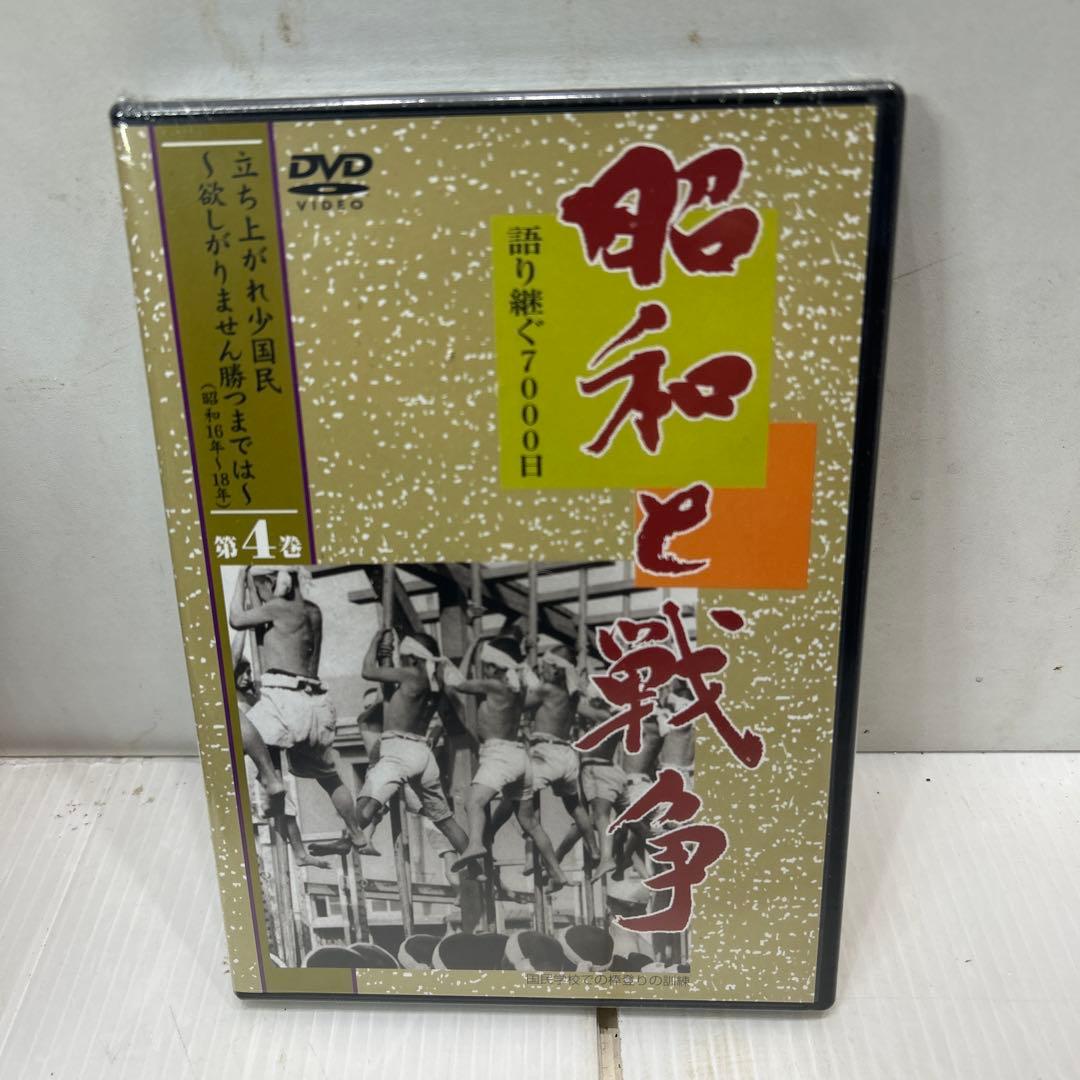 昭和と戦争
語り継ぐ7000日
DVD
VIDEO
立ち上がれ少国民
～欲しがりません勝つまでは～
(昭和16年～18年)
第4巻
国民学校での棒登りの訓練